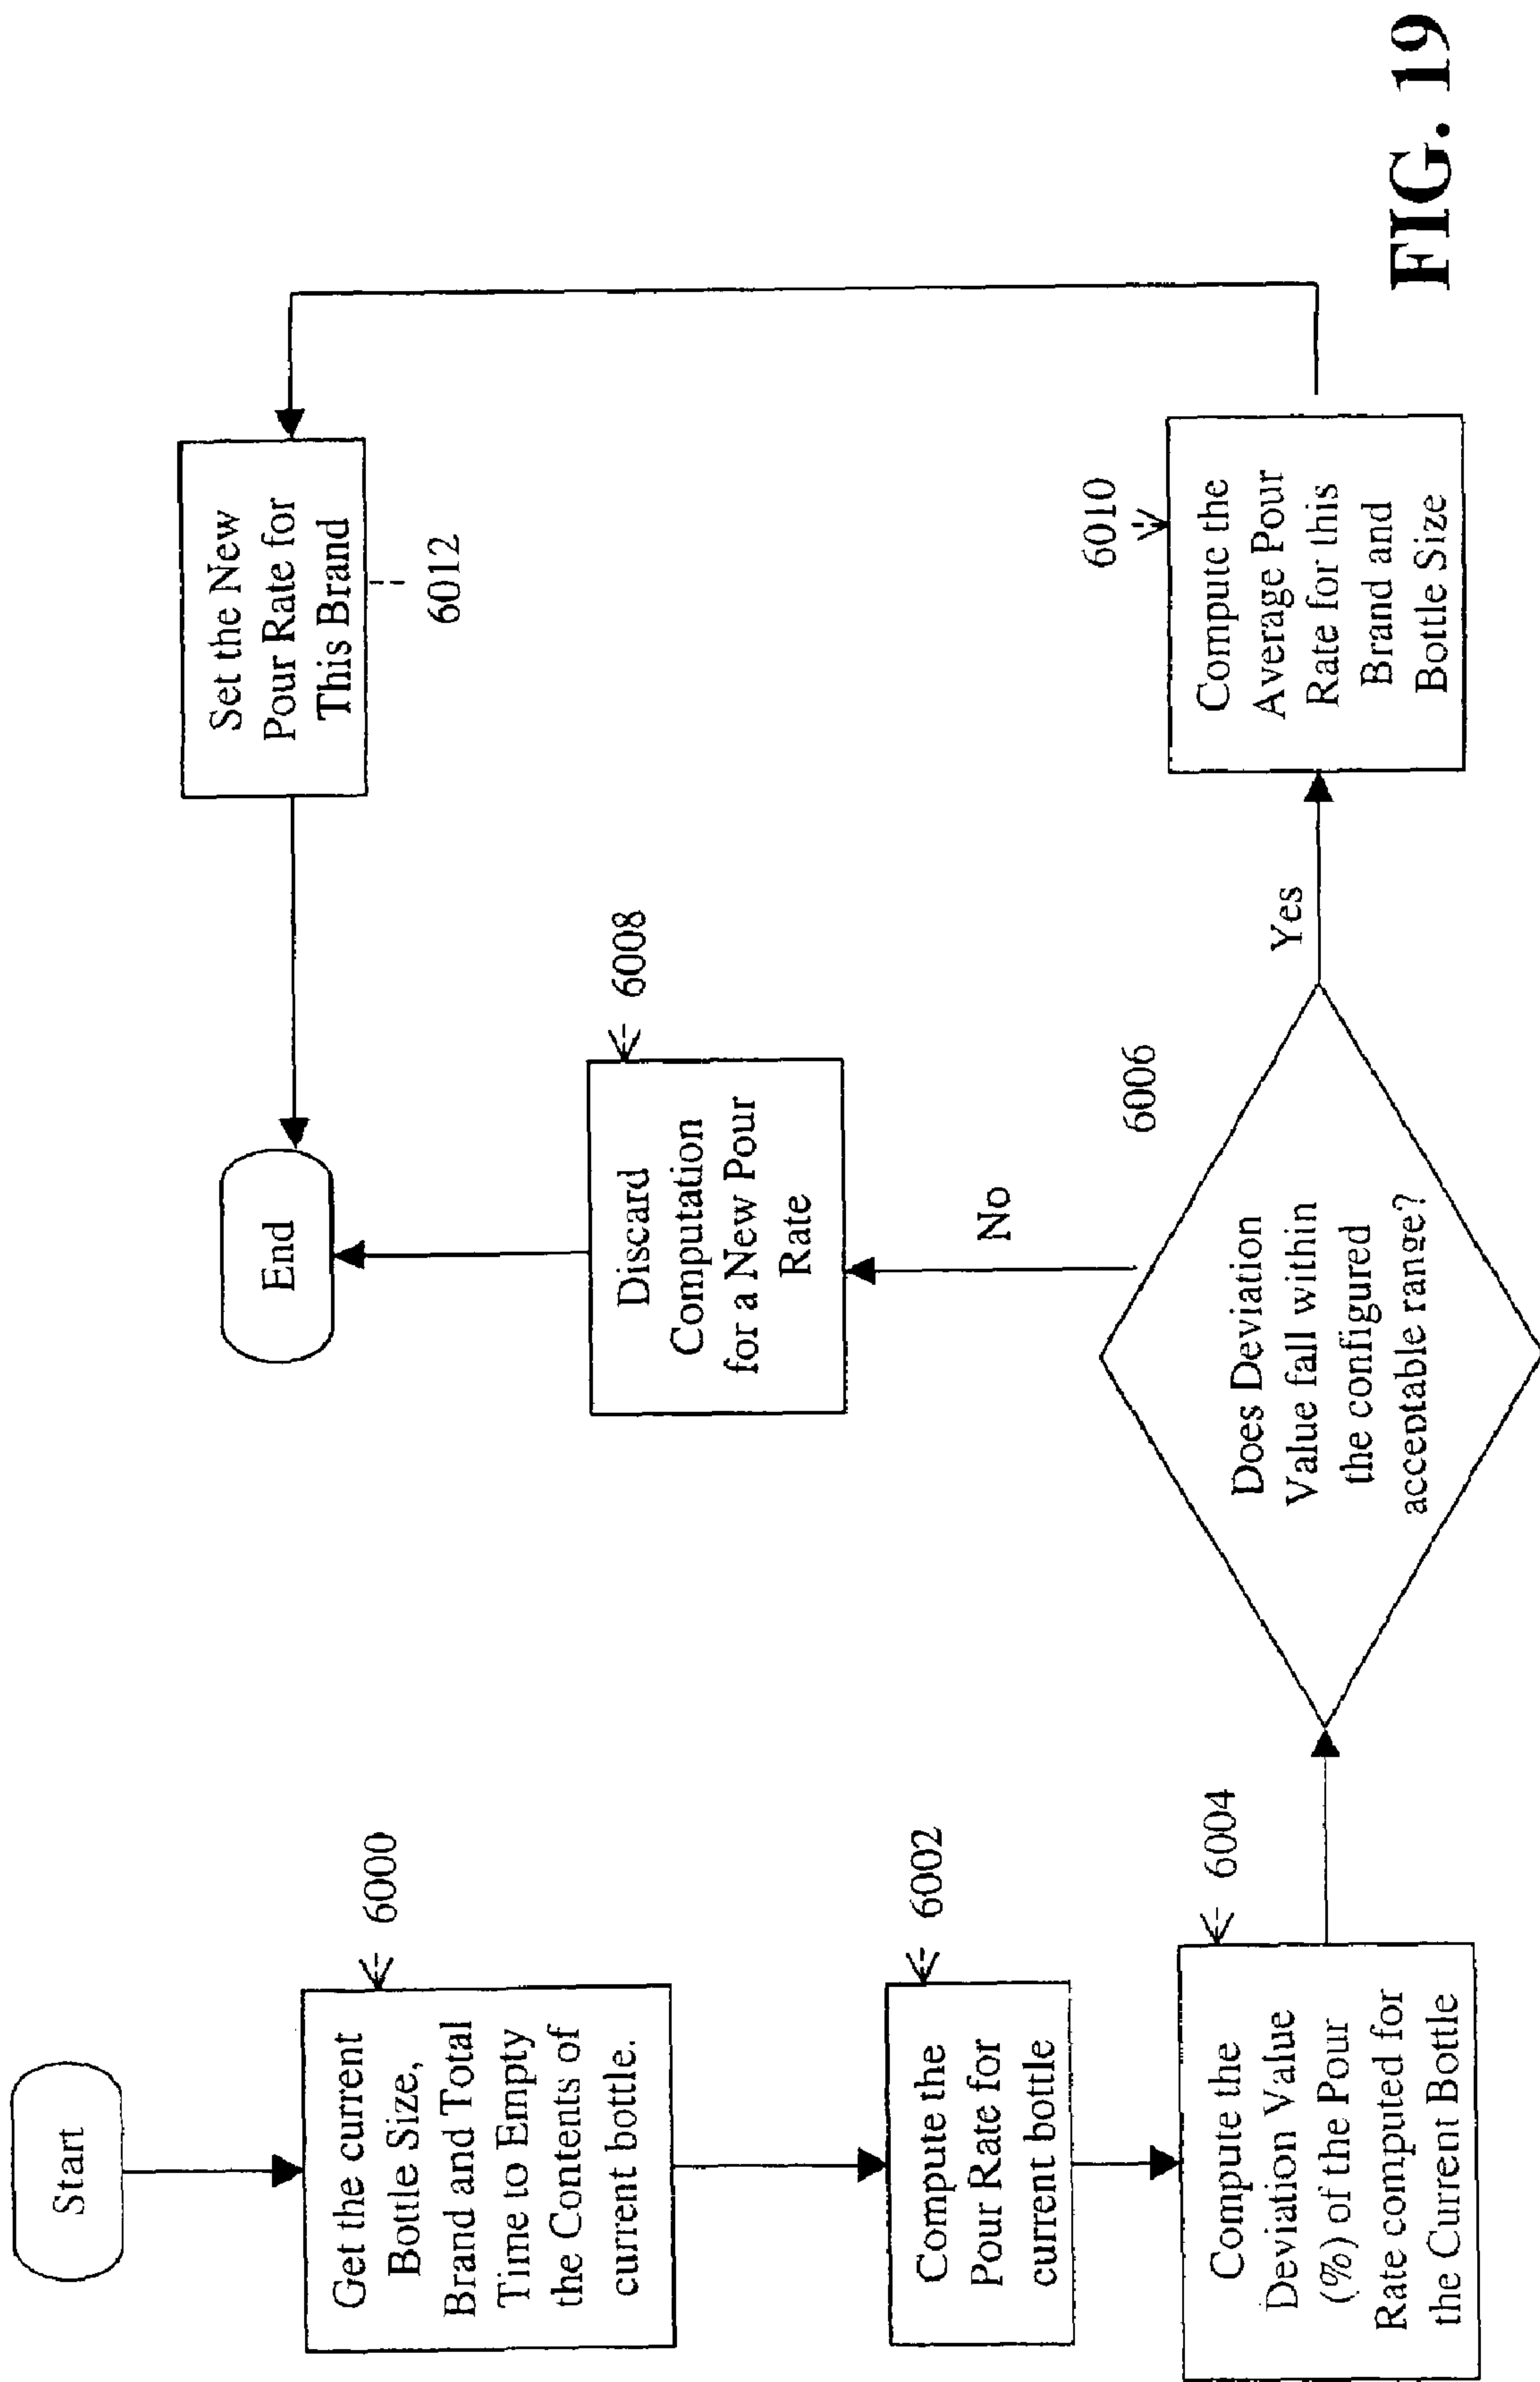 Start
Get the current
Bottle Size,
Brand and Total
Time to Empty
the Contents of
current bottle.
6000
Compute the
Pour Rate for
current bottle
6002
Compute the
Deviation Value
(%) of the Pour
Rate computed for
the Current Bottle
6004
Does Deviation
Value fall within
the configured
acceptable range?
6006
No
Discard
Computation
for a New Pour
Rate
6008
End
Yes
Compute the
Average Pour
Rate for this
Brand and
Bottle Size
6010
Set the New
Pour Rate for
This Brand
6012
FIG. 19